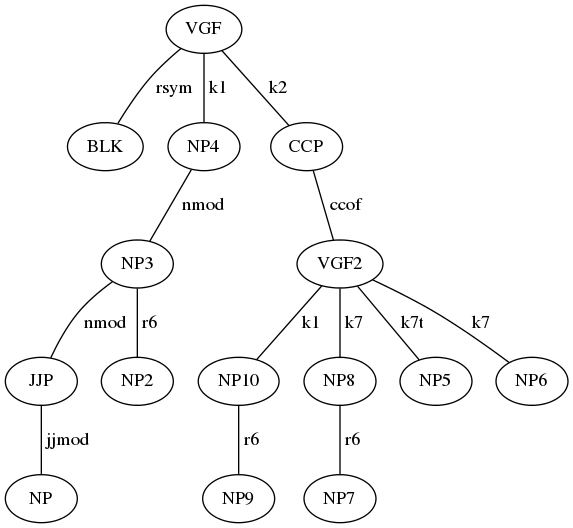 VGF
rsym k1 k2
BLK NP4 CCP
nmod ccof
NP3 VGF2
nmod r6 k1 k7 k7t k7
JJP NP2 NP10 NP8 NP5 NP6
jjmod r6 r6
NP NP9 NP7